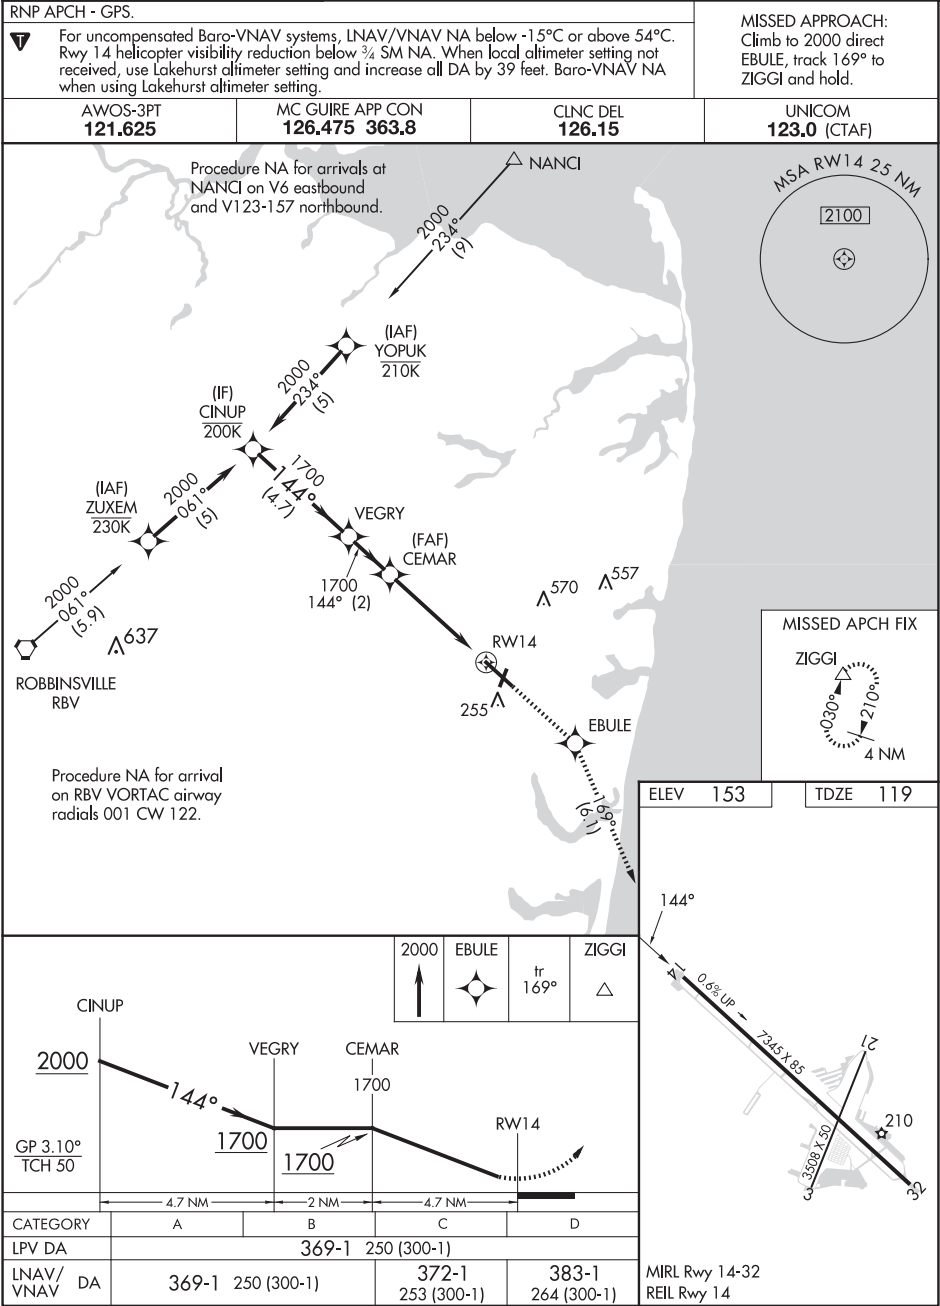 RNP APCH - GPS.
T
For uncompensated Baro-VNAV systems, LNAV/VNAV NA below -15°C or above 54°C.
Rwy 14 helicopter visibility reduction below ¾ SM NA. When local altimeter setting not
received, use Lakehurst altimeter setting and increase all DA by 39 feet. Baro-VNAV NA
when using Lakehurst altimeter setting.
MISSED APPROACH:
Climb to 2000 direct
EBULE, track 169° to
ZIGGI and hold.
AWOS-3PT
121.625
MC GUIRE APP CON
126.475 363.8
CLNC DEL
126.15
UNICOM
123.0 (CTAF)
Procedure NA for arrivals at
NANCI on V6 eastbound
and V123-157 northbound.
NANCI
2000
234°
(9)
MSA RW14 25 NM
2100
(IAF)
YOPUK
210K
2000
234°
(5)
(IF)
CINUP
200K
1700
144°
(4.7)
(IAF)
ZUXEM
230K
2000
061°
(5)
VEGRY
(FAF)
CEMAR
1700
144° (2)
2000
061°
(5.9)
637
570
557
ROBBINSVILLE
RBV
RW14
255
EBULE
169°
(6.1)
MISSED APCH FIX
ZIGGI
030°
210°
4 NM
Procedure NA for arrival
on RBV VORTAC airway
radials 001 CW 122.
ELEV 153
TDZE 119
144°
14
0.6% UP
7345 X 85
21
210
3508 X 50
3
32
MIRL Rwy 14-32
REIL Rwy 14
2000
EBULE
tr
169°
ZIGGI
CINUP
2000
144°
VEGRY
1700
CEMAR
1700
1700
RW14
GP 3.10°
TCH 50
4.7 NM
2 NM
4.7 NM
CATEGORY A B C D
LPV DA 369-1 250 (300-1)
LNAV/
VNAV DA
369-1 250 (300-1)
372-1
253 (300-1)
383-1
264 (300-1)